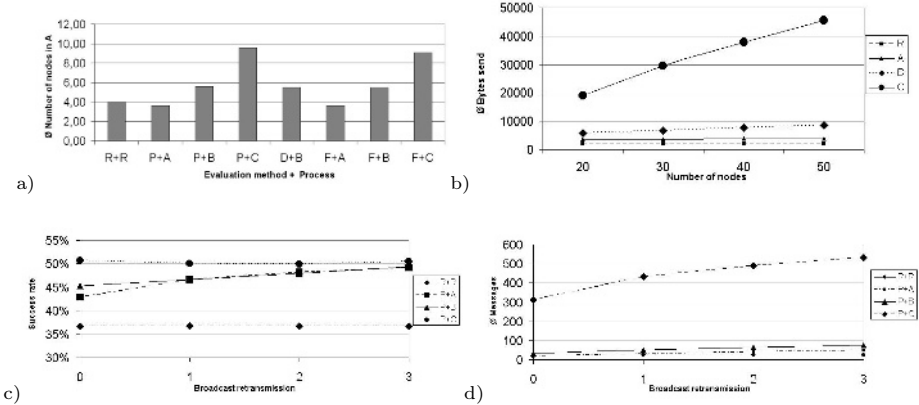 a)
Ø Number of nodes in A
12,00
10,00
8,00
6,00
4,00
2,00
0,00
R+R P+A P+B P+C D+B F+A F+B F+C
Evaluation method + Process
b)
Ø Bytes send
50000
40000
30000
20000
10000
0
20 30 40 50
Number of nodes
R
A
D
C
c)
Success rate
55%
50%
45%
40%
35%
30%
0 1 2 3
Broadcast retransmission
P+A
d)
Ø Messages
600
500
400
300
200
100
0
0 1 2 3
Broadcast retransmission
P+A
P+B